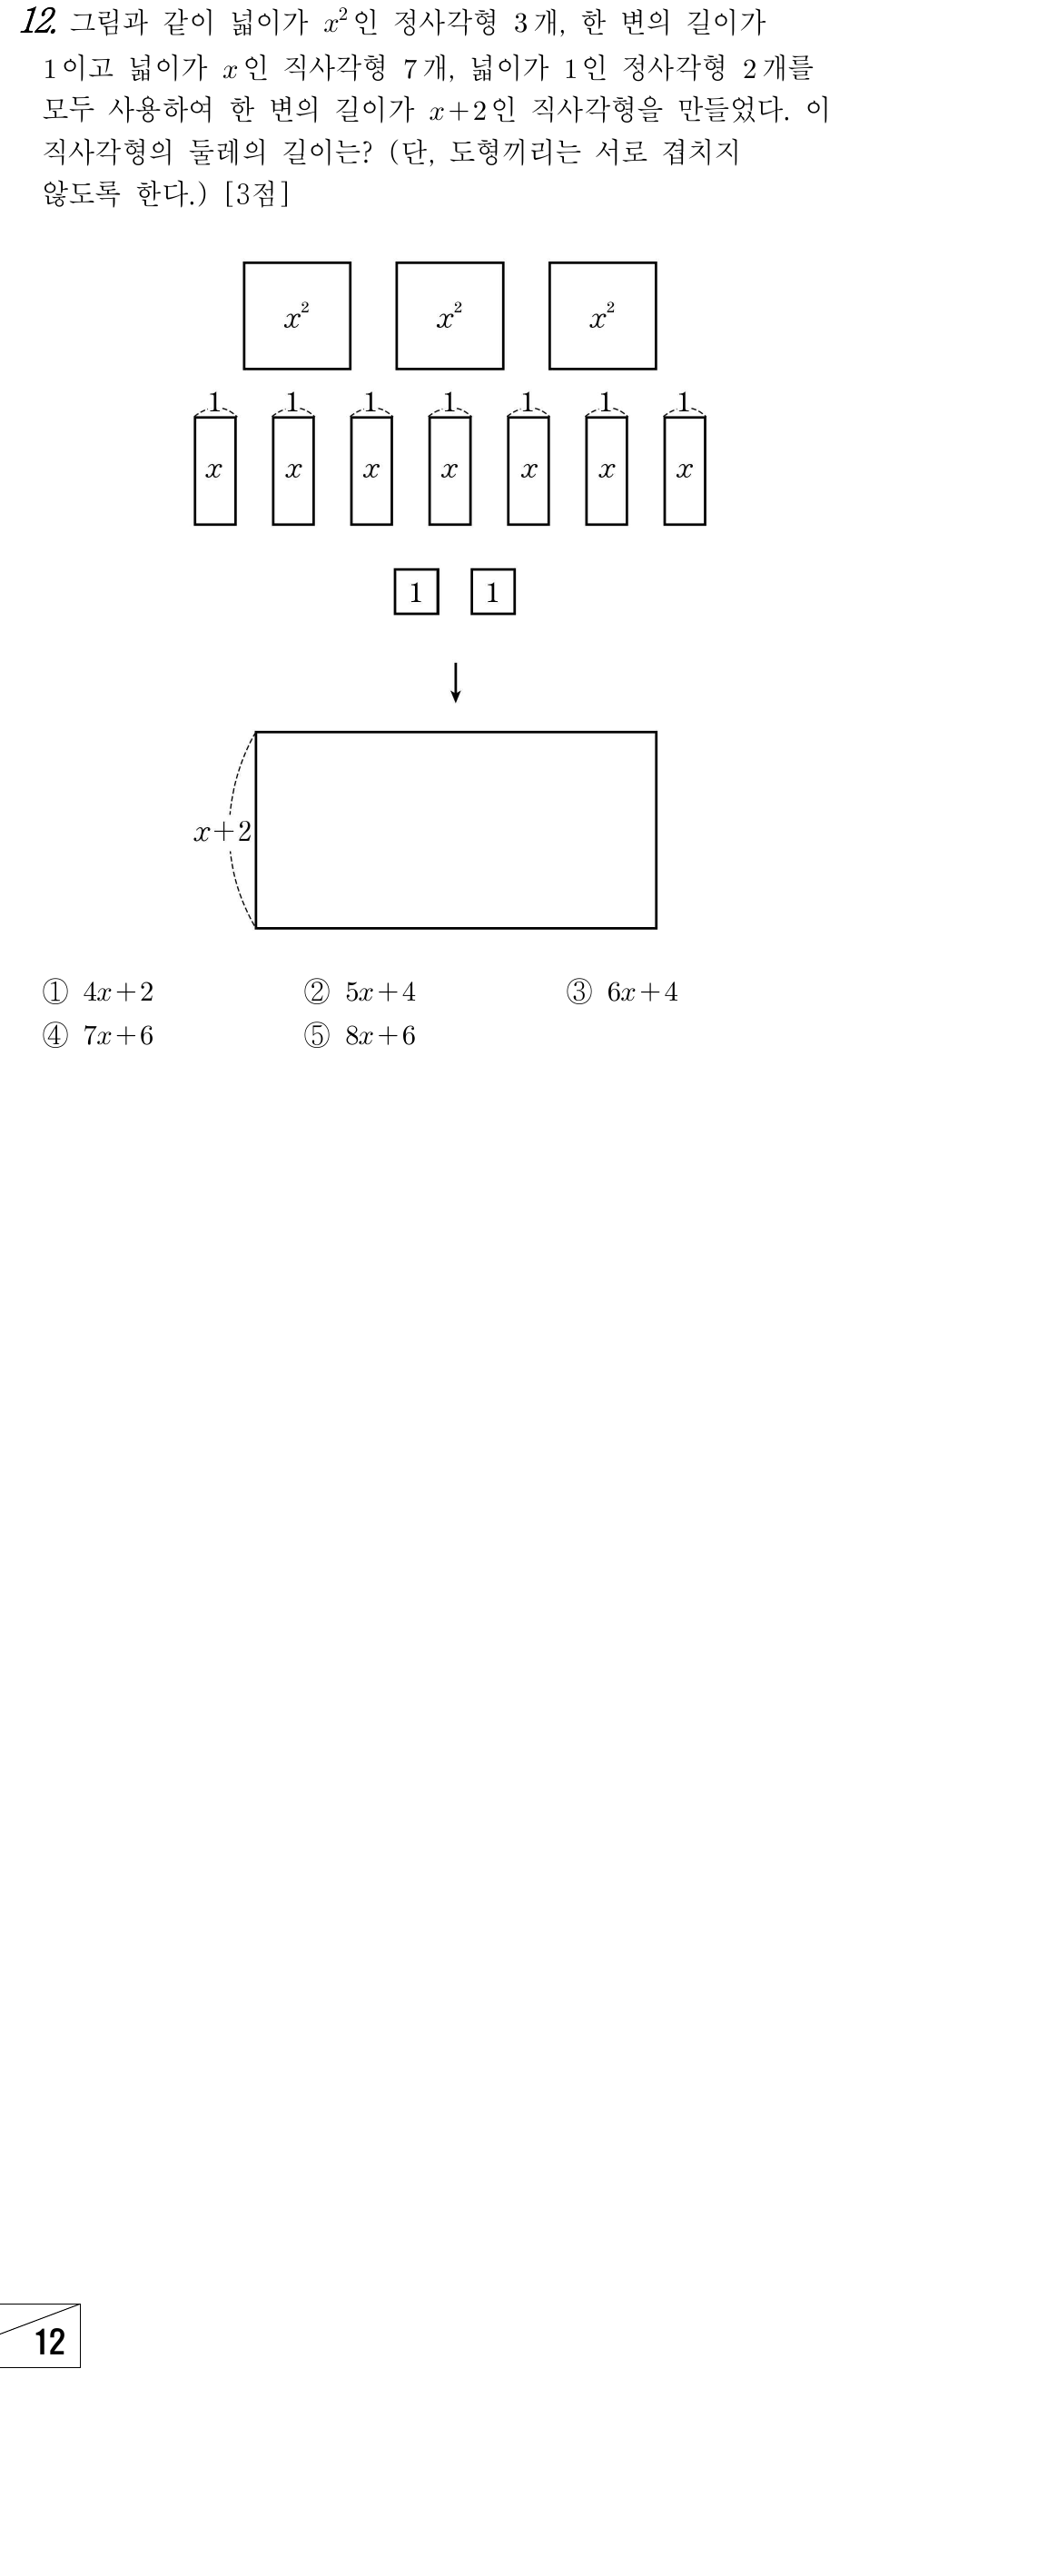 12. 그림과 같이 넓이가 x²인 정사각형 3개, 한 변의 길이가
1이고 넓이가 x인 직사각형 7개, 넓이가 1인 정사각형 2개를
모두 사용하여 한 변의 길이가 x+2인 직사각형을 만들었다. 이
직사각형의 둘레의 길이는? (단, 도형끼리는 서로 겹치지
않도록 한다.) [3점]
x² x² x²
1 1 1 1 1 1 1
x x x x x x x
1 1
x+2
① 4x+2 ② 5x+4 ③ 6x+4
④ 7x+6 ⑤ 8x+6
12